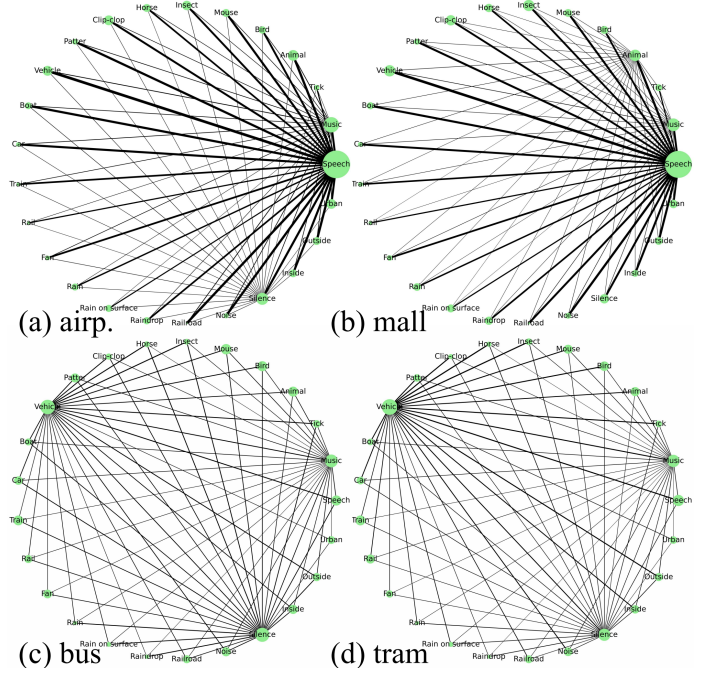 Insect
Horse
Mouse
Clip-clop
Bird
Patter
Animal
Vehicle
Tick
Boat
Music
Car
Speech
Train
Urban
Rail
Outside
Fan
Inside
Rain
Silence
Rain on surface
Noise
Raindrop
Railroad
(a) airp.
Insect
Horse
Mouse
Clip-clop
Bird
Patter
Animal
Vehicle
Tick
Boat
Music
Car
Speech
Train
Urban
Rail
Outside
Fan
Inside
Rain
Silence
Rain on surface
Noise
Raindrop
Railroad
(b) mall
Insect
Horse
Mouse
Clip-clop
Bird
Patter
Animal
Vehicle
Tick
Boat
Music
Car
Speech
Train
Urban
Rail
Outside
Fan
Inside
Rain
Silence
Rain on surface
Noise
Raindrop
Railroad
(c) bus
Insect
Horse
Mouse
Clip-clop
Bird
Patter
Animal
Vehicle
Tick
Boat
Music
Car
Speech
Train
Urban
Rail
Outside
Fan
Inside
Rain
Silence
Rain on surface
Noise
Raindrop
Railroad
(d) tram